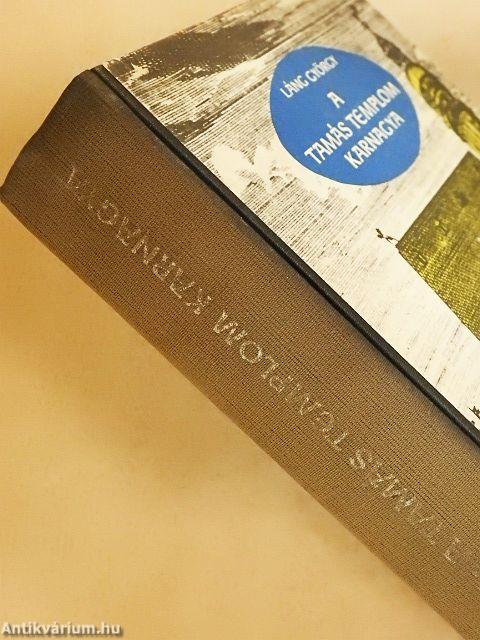 LÁNG GYÖRGY
A
TAMÁS TEMPLOM
KARNAGYA
TAMÁS TEMPLOM KARNAGYA
Antikvárium.hu